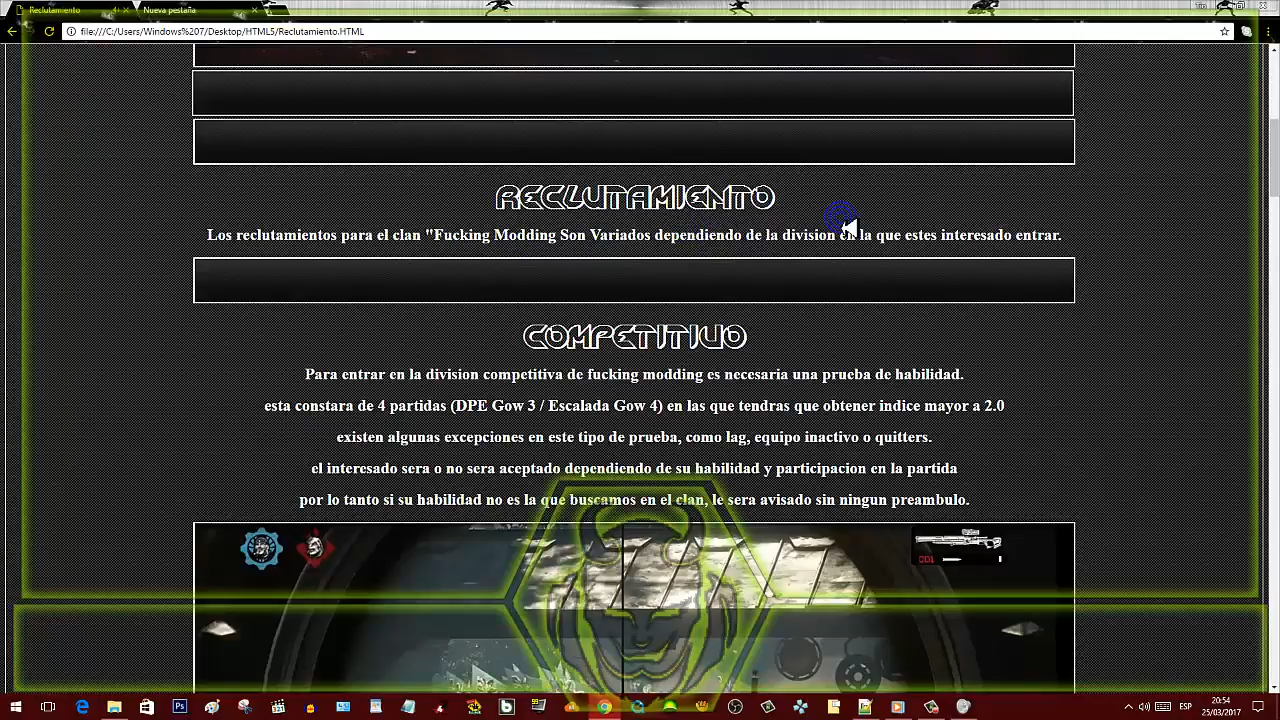 Reclutamiento
Nueva pestaña
file:///C:/Users/Windows%207/Desktop/HTML5/Reclutamiento.HTML
RECLUTAMIENTO
Los reclutamientos para el clan "Fucking Modding Son Variados dependiendo de la division en la que estes interesado entrar.
COMPETITIVO
Para entrar en la division competitiva de fucking modding es necesaria una prueba de habilidad.
esta constara de 4 partidas (DPE Gow 3 / Escalada Gow 4) en las que tendras que obtener indice mayor a 2.0
existen algunas excepciones en este tipo de prueba, como lag, equipo inactivo o quitters.
el interesado sera o no sera aceptado dependiendo de su habilidad y participacion en la partida
por lo tanto si su habilidad no es la que buscamos en el clan, le sera avisado sin ningun preambulo.
001
ESP
20:54
25/03/2017